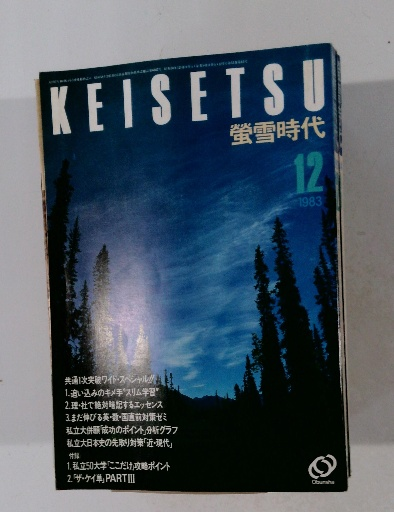 KEISETSU
螢雪時代
12
1983
共通1次突破ワイド・スペシャル!!
1.追い込みのキメ手"スリム学習"
2.理・社で絶対暗記するエッセンス
3.まだ伸びる英・数・国直前対策ゼミ
私立大併願「成功のポイント」分析グラフ
私立大日本史の先取り対策「近・現代」
付録
1.私立50大学「ここだけ」攻略ポイント
2.「ザ・ケイ単」PARTIII
Obunsha